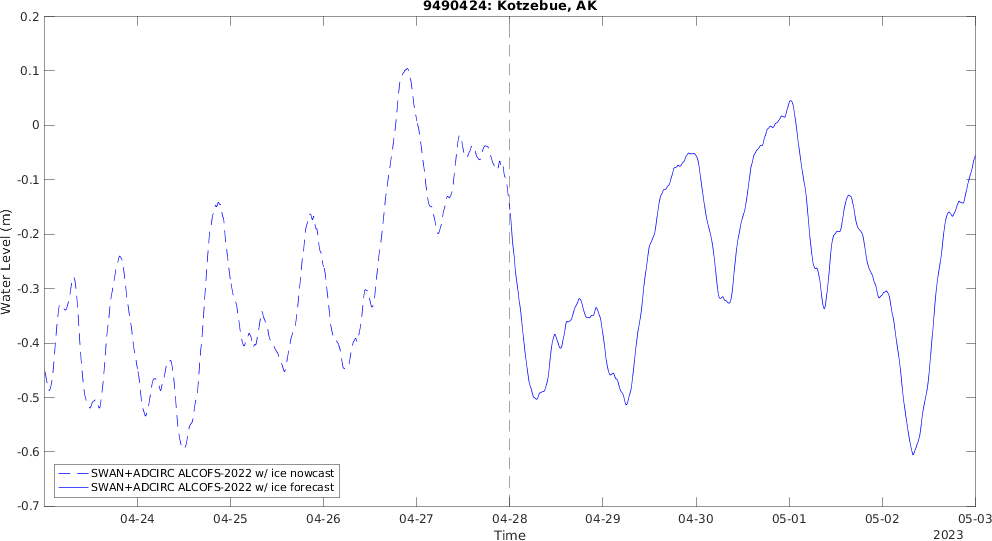 9490424: Kotzebue, AK
0.2
0.1
0
-0.1
-0.2
-0.3
-0.4
-0.5
-0.6
-0.7
Water Level (m)
SWAN+ADCIRC ALCOFS-2022 w/ ice nowcast
SWAN+ADCIRC ALCOFS-2022 w/ ice forecast
04-24 04-25 04-26 04-27 04-28 04-29 04-30 05-01 05-02 05-03
Time
2023